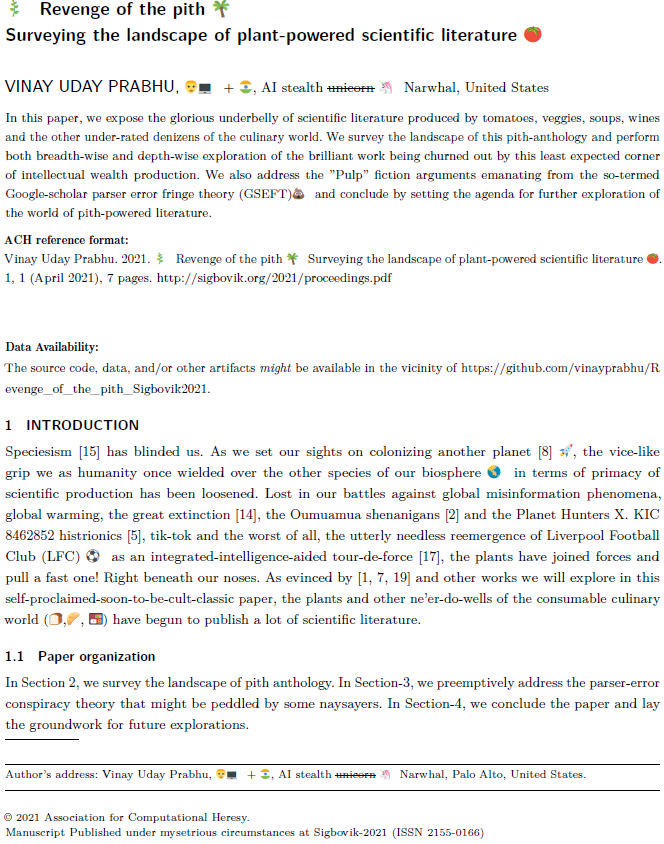 🌿 Revenge of the pith 🌴
Surveying the landscape of plant-powered scientific literature 🍅
VINAY UDAY PRABHU, 👨💻 + , AI stealth unicorn 🦄 Narwhal, United States
In this paper, we expose the glorious underbelly of scientific literature produced by tomatoes, veggies, soups, wines
and the other under-rated denizens of the culinary world. We survey the landscape of this pith-anthology and perform
both breadth-wise and depth-wise exploration of the brilliant work being churned out by this least expected corner
of intellectual wealth production. We also address the "Pulp" fiction arguments emanating from the so-termed
Google-scholar parser error fringe theory (GSEFT)💩 and conclude by setting the agenda for further exploration of
the world of pith-powered literature.
ACH reference format:
Vinay Uday Prabhu. 2021. 🌿 Revenge of the pith 🌴 Surveying the landscape of plant-powered scientific literature 🍅.
1, 1 (April 2021), 7 pages. http://sigbovik.org/2021/proceedings.pdf
Data Availability:
The source code, data, and/or other artifacts might be available in the vicinity of https://github.com/vinayprabhu/R
evenge_of_the_pith_Sigbovik2021.
1 INTRODUCTION
Speciesism [15] has blinded us. As we set our sights on colonizing another planet [8] 🚀, the vice-like
grip we as humanity once wielded over the other species of our biosphere 🌏 in terms of primacy of
scientific production has been loosened. Lost in our battles against global misinformation phenomena,
global warming, the great extinction [14], the Oumuamua shenanigans [2] and the Planet Hunters X. KIC
8462852 histrionics [5], tik-tok and the worst of all, the utterly needless reemergence of Liverpool Football
Club (LFC) ⚽ as an integrated-intelligence-aided tour-de-force [17], the plants have joined forces and
pull a fast one! Right beneath our noses. As evinced by [1, 7, 19] and other works we will explore in this
self-proclaimed-soon-to-be-cult-classic paper, the plants and other ne'er-do-wells of the consumable culinary
world (🍞,🌮, 🍱) have begun to publish a lot of scientific literature.
1.1 Paper organization
In Section 2, we survey the landscape of pith anthology. In Section-3, we preemptively address the parser-error
conspiracy theory that might be peddled by some naysayers. In Section-4, we conclude the paper and lay
the groundwork for future explorations.
Author's address: Vinay Uday Prabhu, 👨💻 + , AI stealth unicorn 🦄 Narwhal, Palo Alto, United States.
© 2021 Association for Computational Heresy.
Manuscript Published under mysetrious circumstances at Sigbovik-2021 (ISSN 2155-0166)